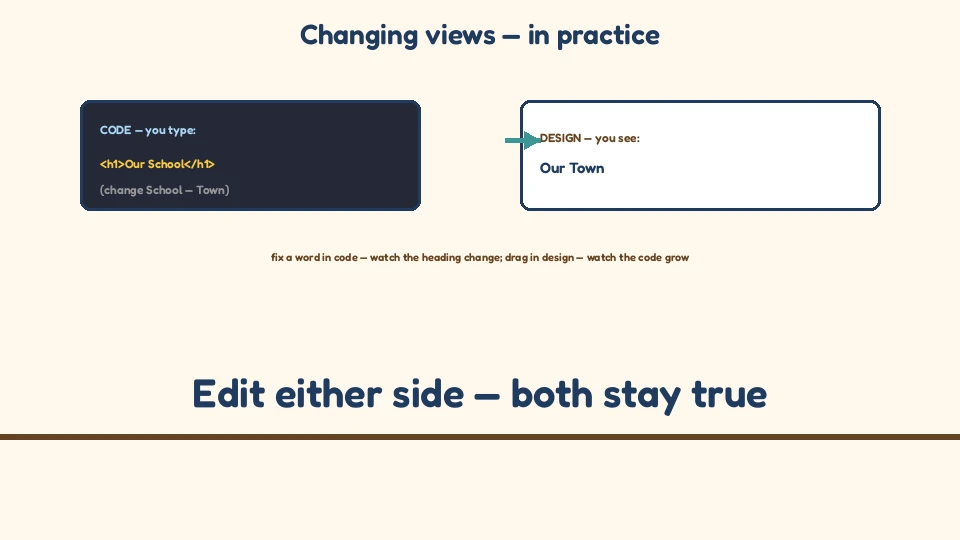 Changing views — in practice
CODE — you type:
<h1>Our School</h1>
(change School — Town)
DESIGN — you see:
Our Town
fix a word in code — watch the heading change; drag in design — watch the code grow
Edit either side — both stay true